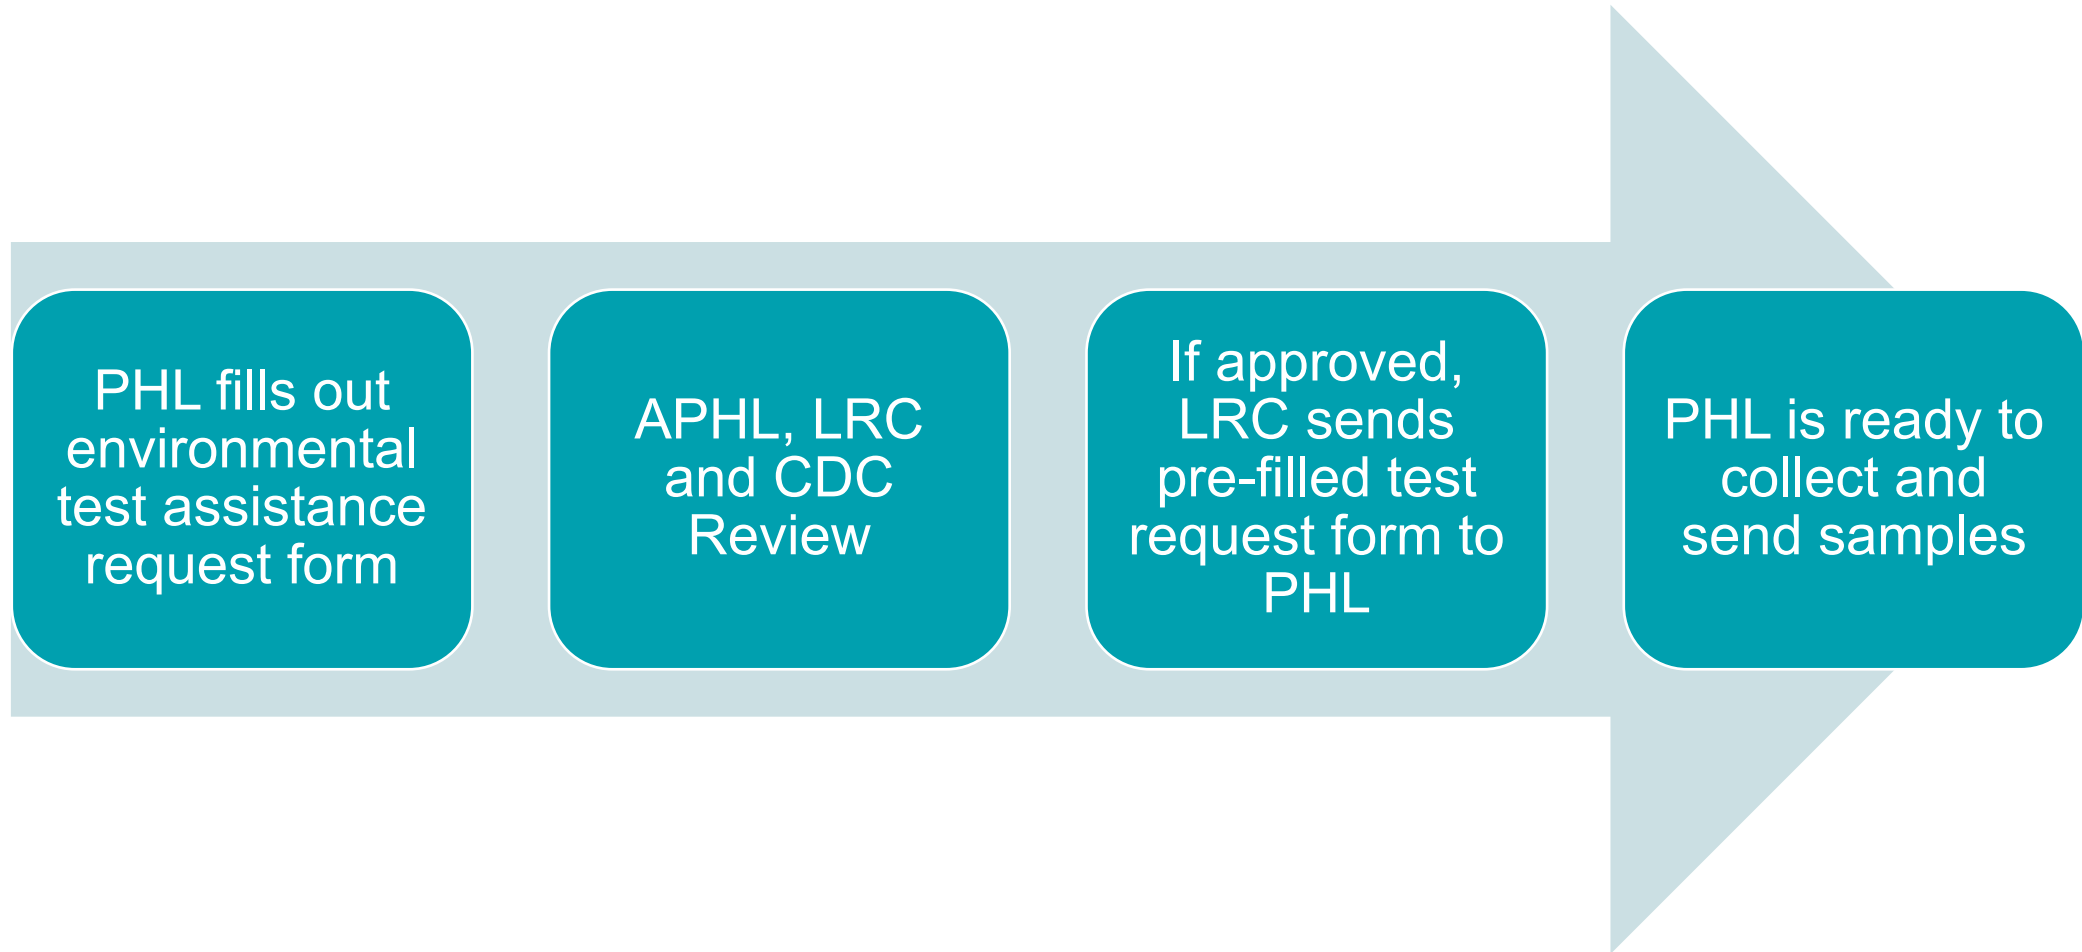 PHL fills out
environmental
test assistance
request form
APHL, LRC
and CDC
Review
If approved,
LRC sends
pre-filled test
request form to
PHL
PHL is ready to
collect and
send samples